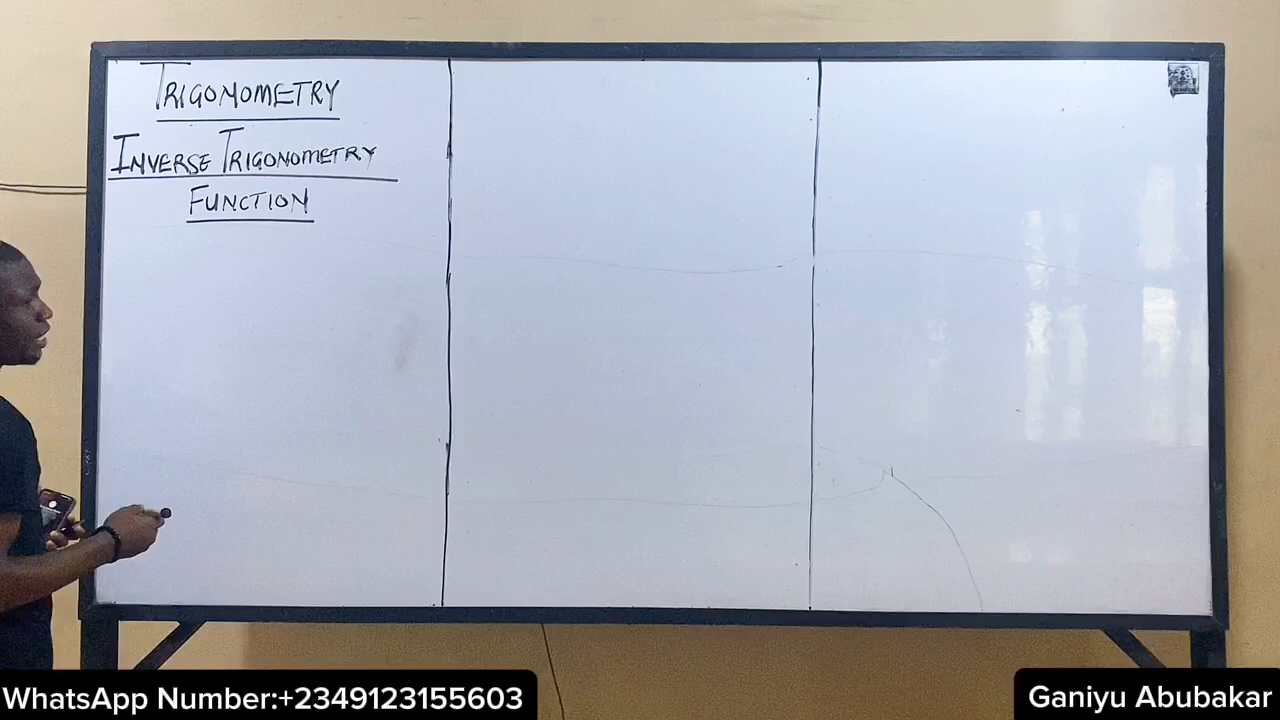 TRIGONOMETRY
INVERSE TRIGONOMETRY
FUNCTION
WhatsApp Number:+2349123155603
Ganiyu Abubakar